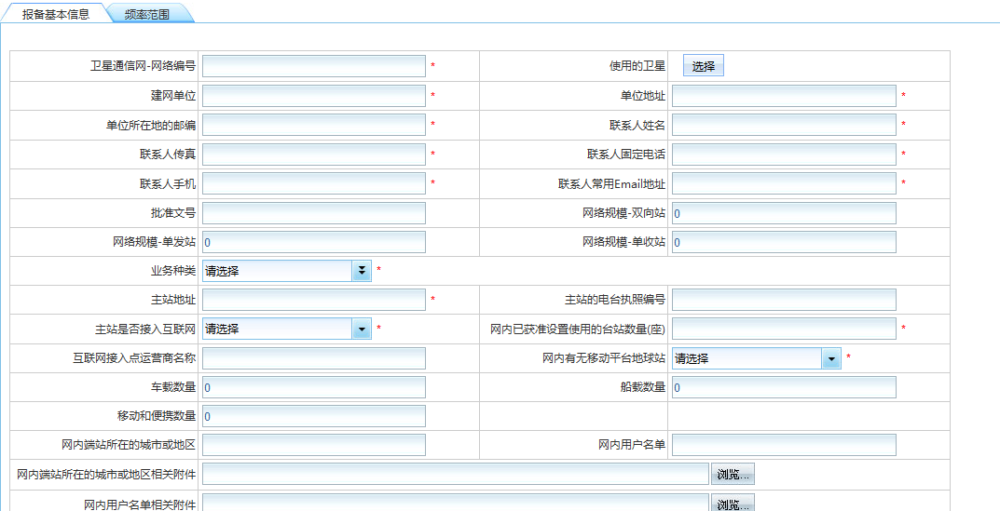 报备基本信息 频率范围
卫星通信网-网络编号 * 使用的卫星 选择
建网单位 * 单位地址 *
单位所在地的邮编 * 联系人姓名 *
联系人传真 * 联系人固定电话 *
联系人手机 * 联系人常用Email地址 *
批准文号 网络规模-双向站 0
网络规模-单发站 0 网络规模-单收站 0
业务种类 请选择 *
主站地址 * 主站的电台执照编号
主站是否接入互联网 请选择 * 网内已获准设置使用的台站数量(座) *
互联网接入点运营商名称 网内有无移动平台地球站 请选择 *
车载数量 0 船载数量 0
移动和便携数量 0
网内端站所在的城市或地区 网内用户名单
网内端站所在的城市或地区相关附件 浏览...
网内用户名单相关附件 浏览...